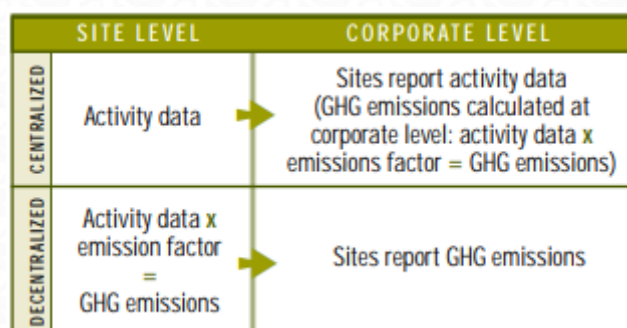 SITE LEVEL
CORPORATE LEVEL
CENTRALIZED
Activity data
Sites report activity data
(GHG emissions calculated at
corporate level: activity data x
emissions factor = GHG emissions)
DECENTRALIZED
Activity data x
emission factor
=
GHG emissions
Sites report GHG emissions